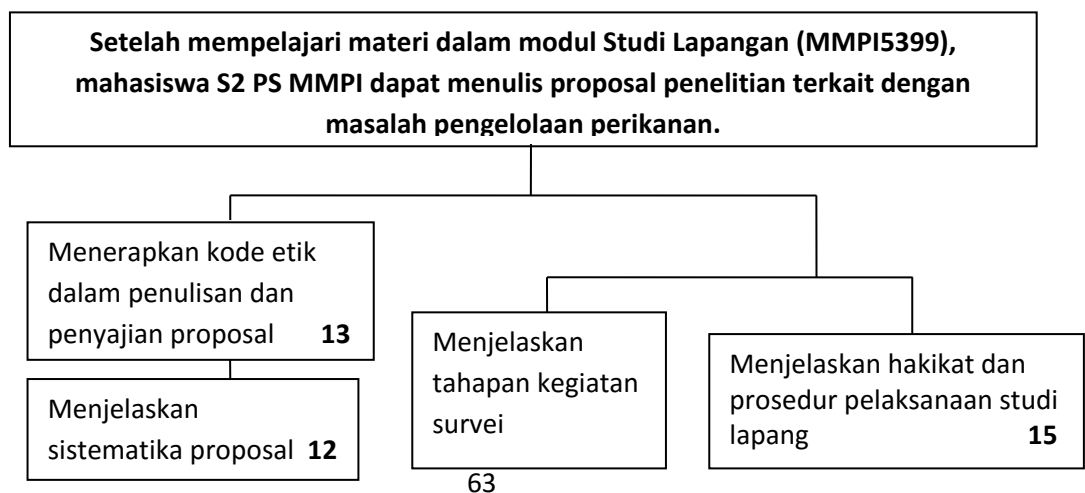 Setelah mempelajari materi dalam modul Studi Lapangan (MMPI5399),
mahasiswa S2 PS MMPI dapat menulis proposal penelitian terkait dengan
masalah pengelolaan perikanan.
Menerapkan kode etik
dalam penulisan dan
penyajian proposal 13
Menjelaskan
sistematika proposal 12
Menjelaskan
tahapan kegiatan
survei
Menjelaskan hakikat dan
prosedur pelaksanaan studi
lapang 15
63